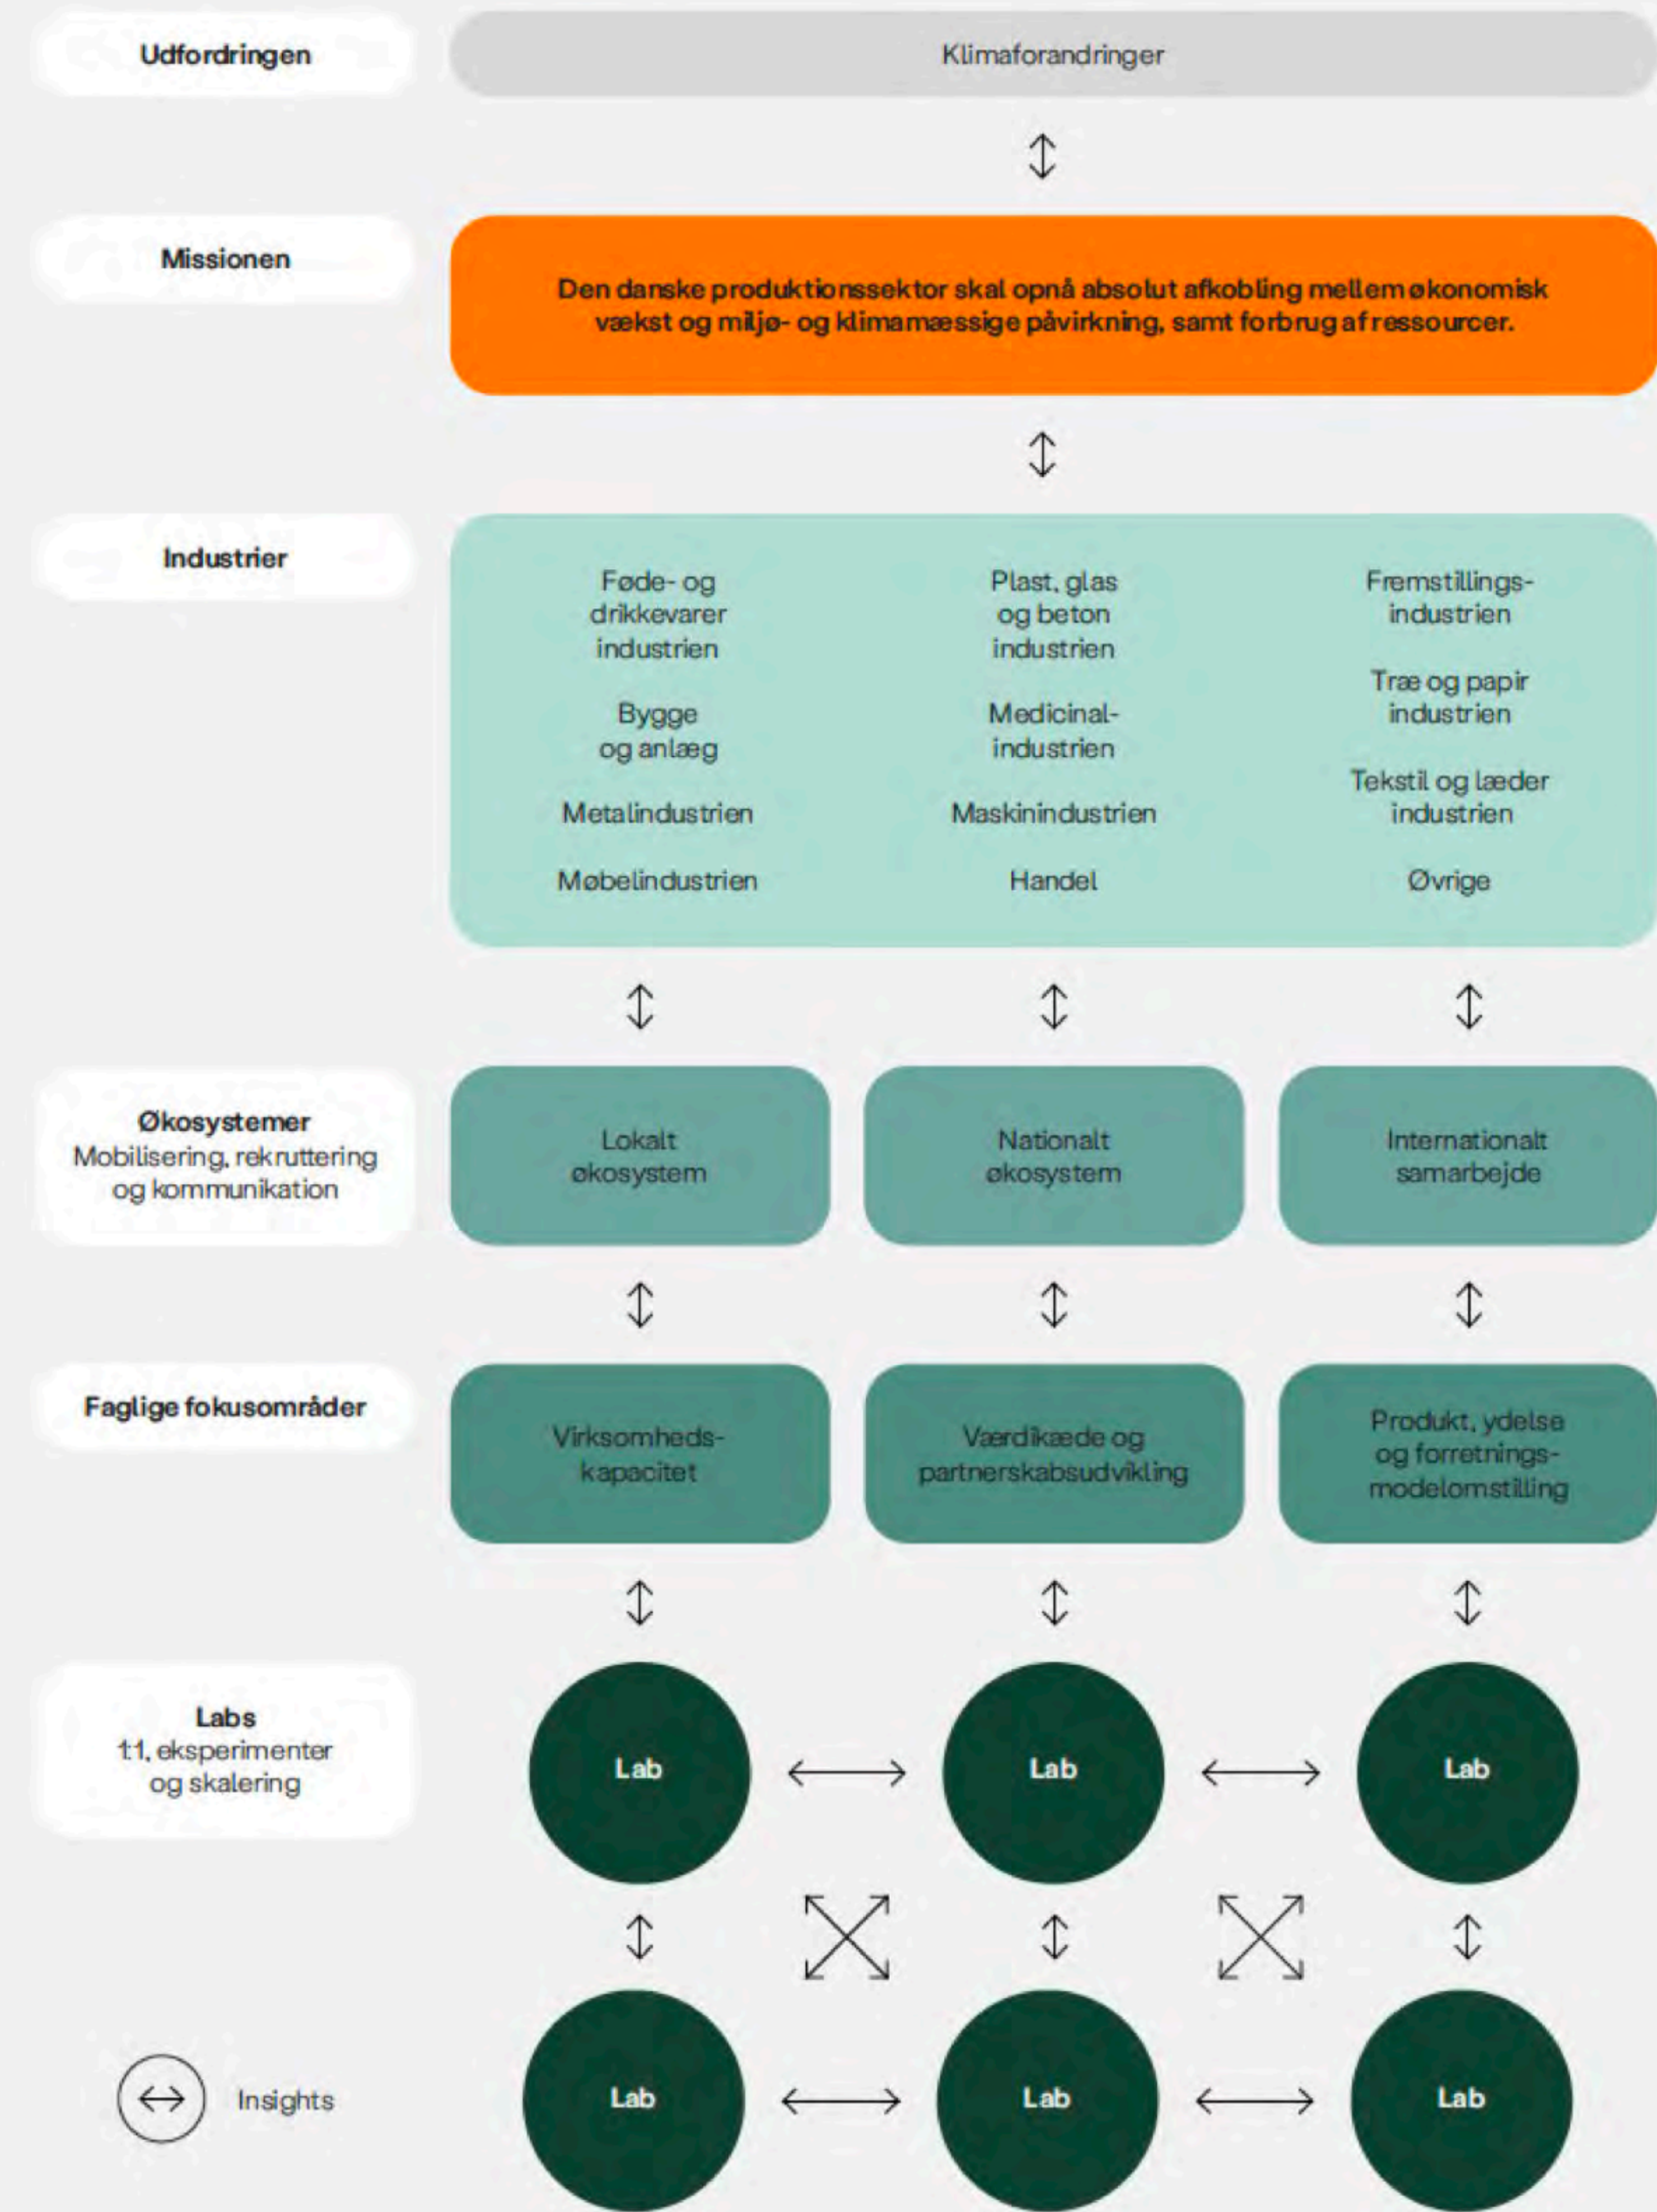 Udfordringen
Klimaforandringer
Missionen
Den danske produktionssektor skal opnå absolut afkobling mellem økonomisk
vækst og miljø- og klimamæssige påvirkning, samt forbrug af ressourcer.
Industrier
Føde- og
drikkevarer
industrien
Bygge
og anlæg
Metalindustrien
Møbelindustrien
Plast, glas
og beton
industrien
Medicinal-
industrien
Maskinindustrien
Handel
Fremstillings-
industrien
Træ og papir
industrien
Tekstil og læder
industrien
Øvrige
Økosystemer
Mobilisering, rekruttering
og kommunikation
Lokalt
økosystem
Nationalt
økosystem
Internationalt
samarbejde
Faglige fokusområder
Virksomheds-
kapacitet
Værdikæde og
partnerskabsudvikling
Produkt, ydelse
og forretnings-
modelomstilling
Labs
1:1, eksperimenter
og skalering
Lab
Lab
Lab
Lab
Lab
Lab
Insights